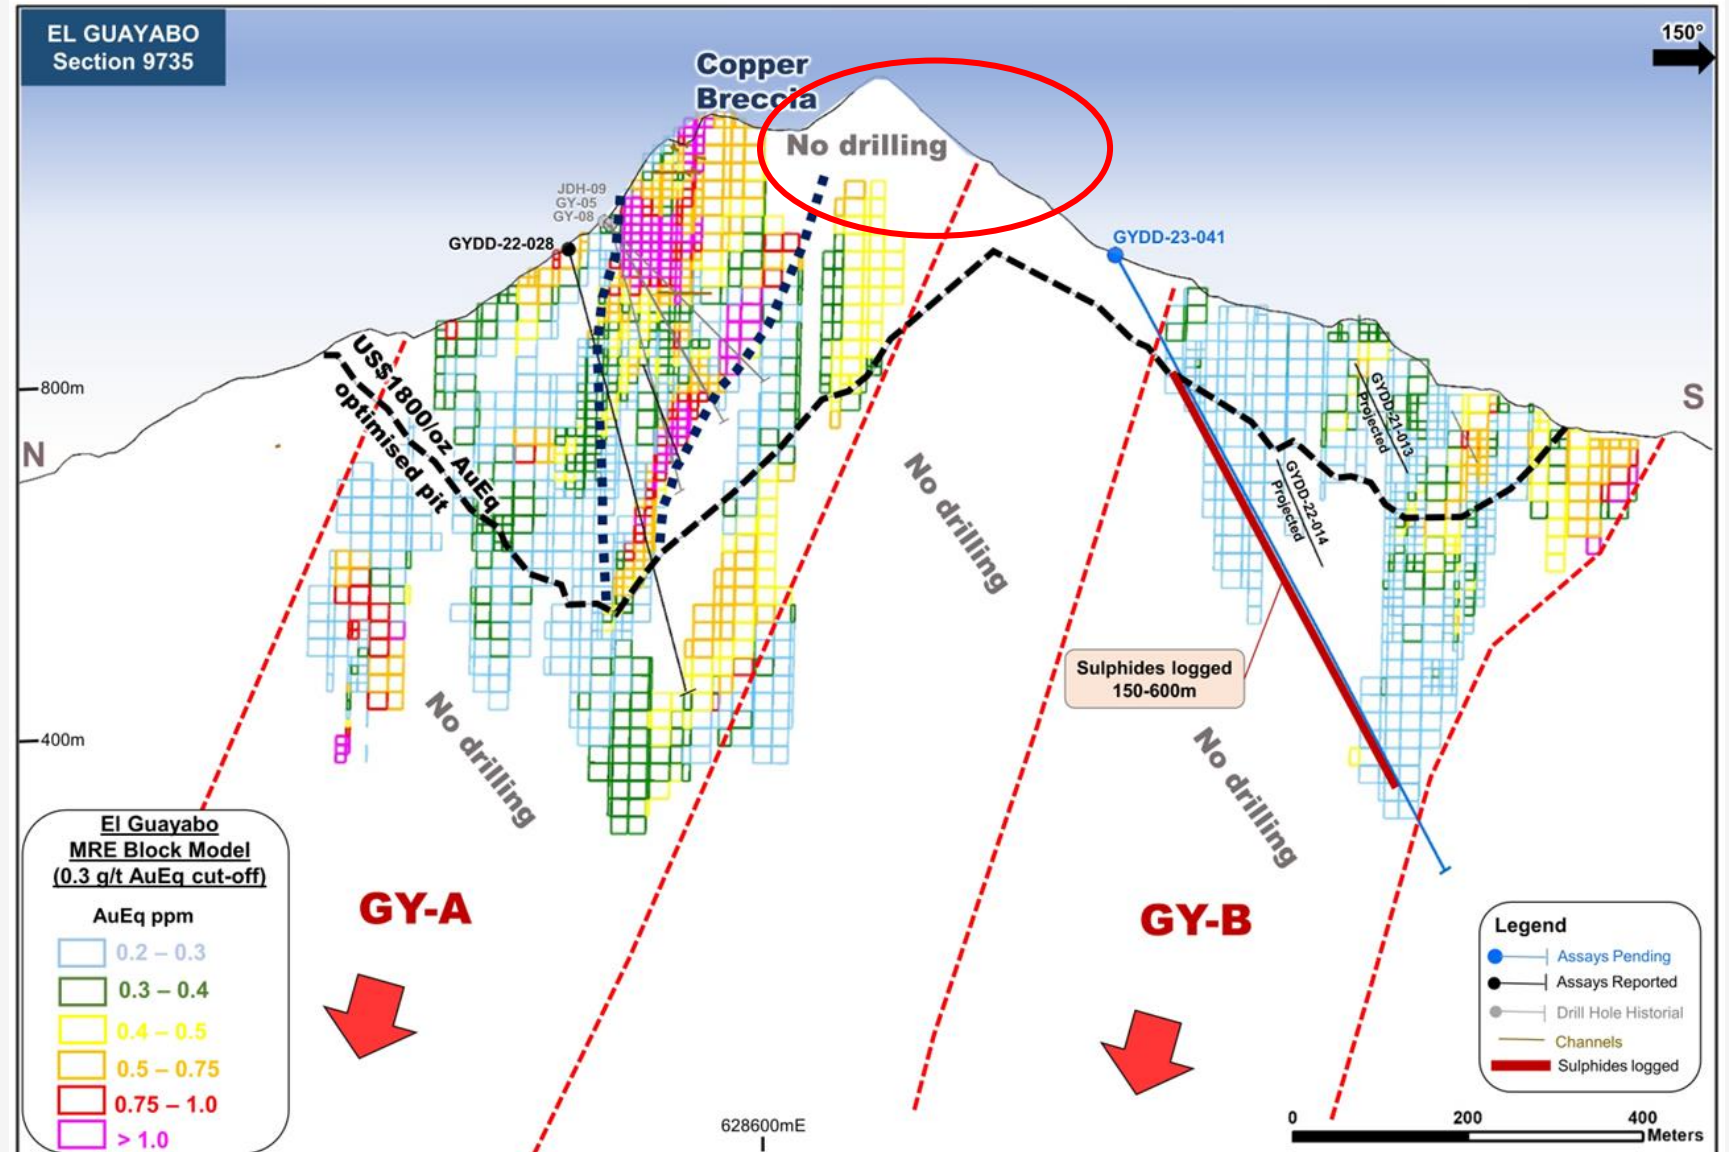 EL GUAYABO
Section 9735
150°
Copper
Breccia
No drilling
JDH-09
GY-05
GY-08
GYDD-22-028
GYDD-23-041
US$1800/oz AuEq
optimised pit
800m
N
S
GYDD-21-013
Projected
GYDD-22-014
Projected
No drilling
Sulphides logged
150-600m
No drilling
No drilling
400m
El Guayabo
MRE Block Model
(0.3 g/t AuEq cut-off)
AuEq ppm
0.2 – 0.3
0.3 – 0.4
0.4 – 0.5
0.5 – 0.75
0.75 – 1.0
> 1.0
GY-A
GY-B
Legend
Assays Pending
Assays Reported
Drill Hole Historial
Channels
Sulphides logged
628600mE
0 200 400
Meters